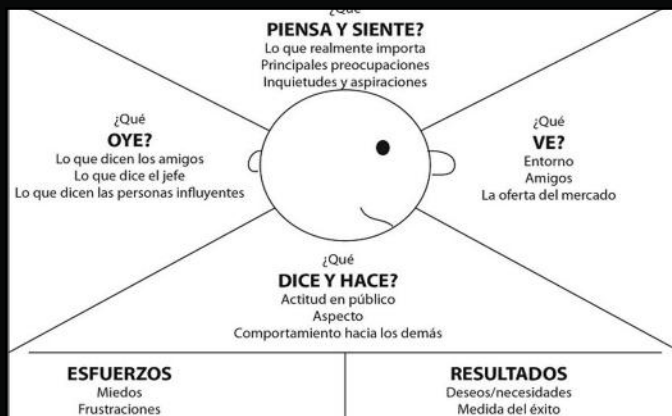 ¿Qué
PIENSA Y SIENTE?
Lo que realmente importa
Principales preocupaciones
Inquietudes y aspiraciones
¿Qué
OYE?
Lo que dicen los amigos
Lo que dice el jefe
Lo que dicen las personas influyentes
¿Qué
VE?
Entorno
Amigos
La oferta del mercado
¿Qué
DICE Y HACE?
Actitud en público
Aspecto
Comportamiento hacia los demás
ESFUERZOS
Miedos
Frustraciones
RESULTADOS
Deseos/necesidades
Medida del éxito